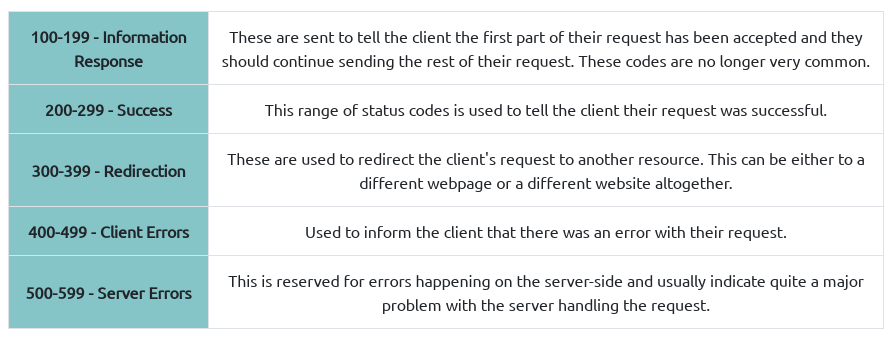 100-199 - Information
Response
These are sent to tell the client the first part of their request has been accepted and they
should continue sending the rest of their request. These codes are no longer very common.
200-299 - Success
This range of status codes is used to tell the client their request was successful.
300-399 - Redirection
These are used to redirect the client's request to another resource. This can be either to a
different webpage or a different website altogether.
400-499 - Client Errors
Used to inform the client that there was an error with their request.
500-599 - Server Errors
This is reserved for errors happening on the server-side and usually indicate quite a major
problem with the server handling the request.